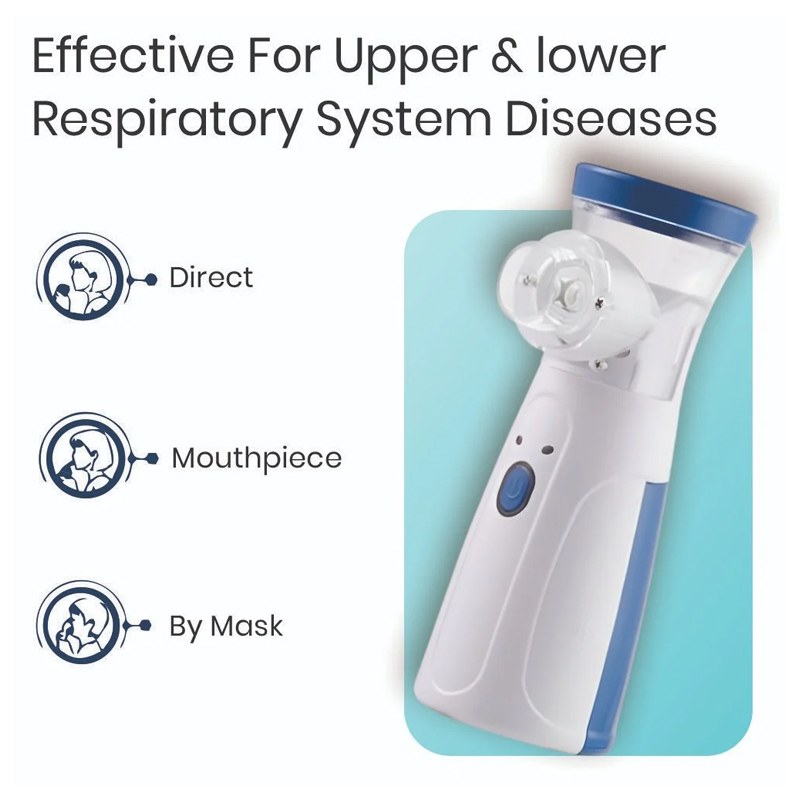 Effective For Upper & lower
Respiratory System Diseases
Direct
Mouthpiece
By Mask